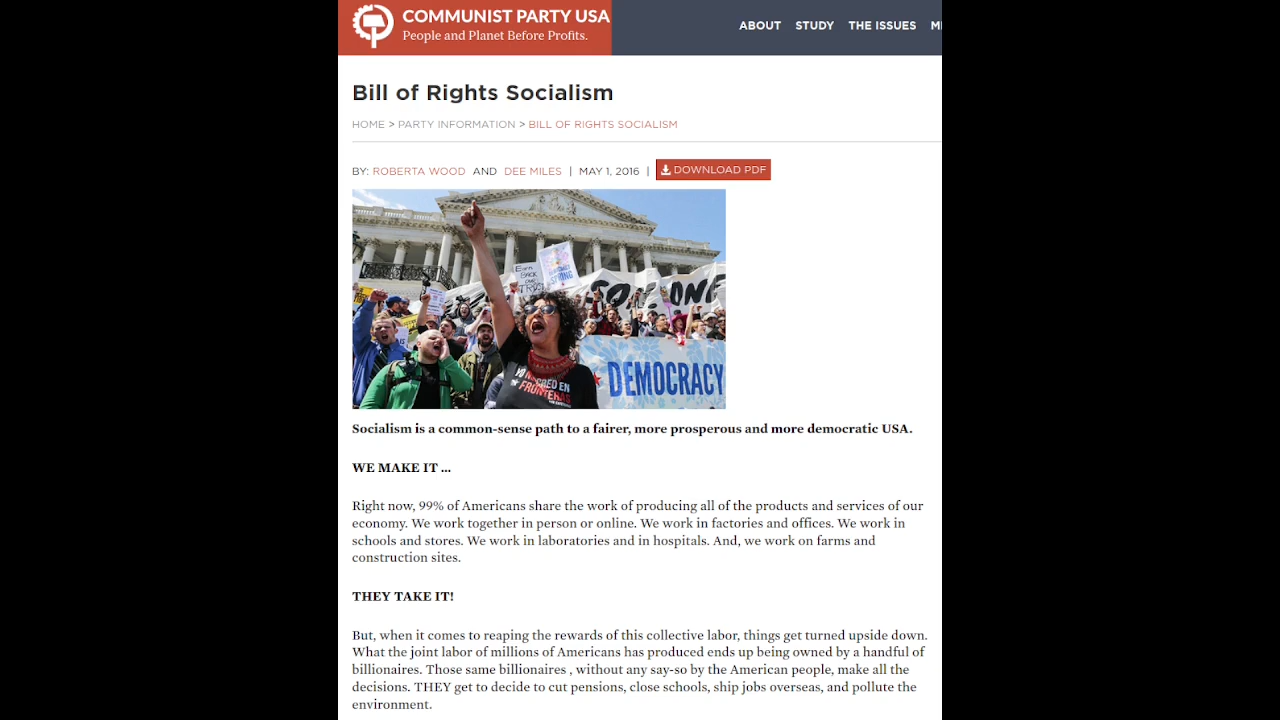 COMMUNIST PARTY USA
People and Planet Before Profits.
ABOUT STUDY THE ISSUES
Bill of Rights Socialism
HOME > PARTY INFORMATION > BILL OF RIGHTS SOCIALISM
BY: ROBERTA WOOD AND DEE MILES | MAY 1, 2016 | DOWNLOAD PDF
DEMOCRACY
FRONTERAS
Socialism is a common-sense path to a fairer, more prosperous and more democratic USA.
WE MAKE IT ...
Right now, 99% of Americans share the work of producing all of the products and services of our
economy. We work together in person or online. We work in factories and offices. We work in
schools and stores. We work in laboratories and in hospitals. And, we work on farms and
construction sites.
THEY TAKE IT!
But, when it comes to reaping the rewards of this collective labor, things get turned upside down.
What the joint labor of millions of Americans has produced ends up being owned by a handful of
billionaires. Those same billionaires , without any say-so by the American people, make all the
decisions. THEY get to decide to cut pensions, close schools, ship jobs overseas, and pollute the
environment.